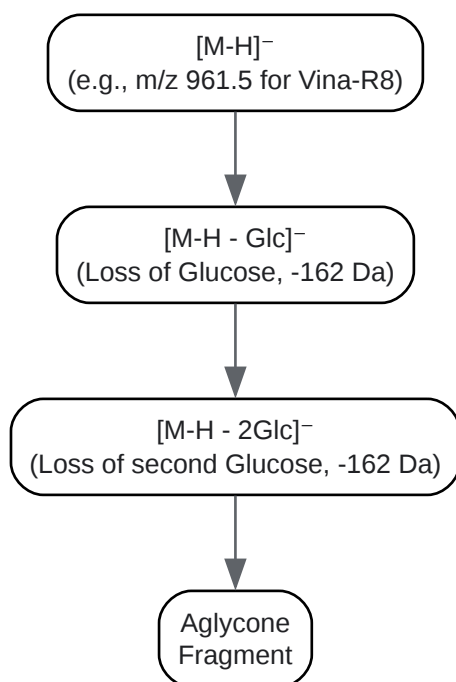 [M-H]⁻
(e.g., m/z 961.5 for Vina-R8)
[M-H - Glc]⁻
(Loss of Glucose, -162 Da)
[M-H - 2Glc]⁻
(Loss of second Glucose, -162 Da)
Aglycone
Fragment